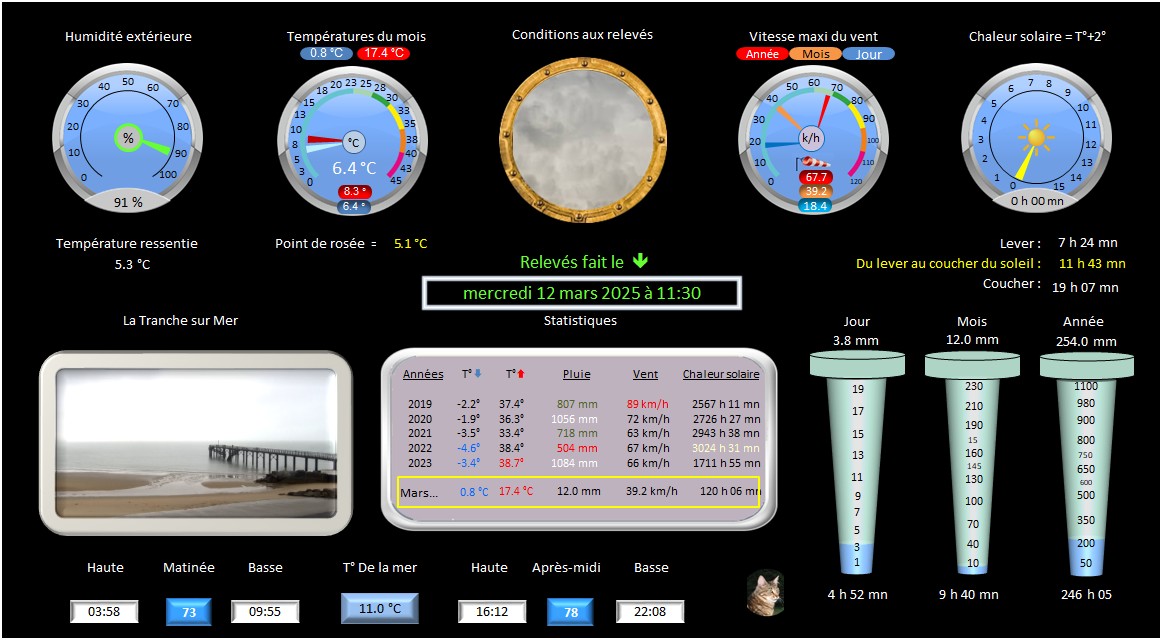 Humidité extérieure
Températures du mois
Conditions aux relevés
Vitesse maxi du vent
Chaleur solaire = T°+2°
0.8 °C 17.4 °C
Année Mois Jour
0 10 20 30 40 50 60 70 80 90 100
%
91 %
0 3 5 8 10 13 15 18 20 23 25 28 30 33 35 38 40 43 45
°C
6.4 °C
8.3 °
6.4 °
0 10 20 30 40 50 60 70 80 90 100 110 120
k/h
67.7
39.2
18.4
0 1 2 3 4 5 6 7 8 9 10 11 12 13 14 15
0 h 00 mn
Température ressentie
5.3 °C
Point de rosée = 5.1 °C
Relevés fait le
mercredi 12 mars 2025 à 11:30
Lever : 7 h 24 mn
Du lever au coucher du soleil : 11 h 43 mn
Coucher : 19 h 07 mn
La Tranche sur Mer
Statistiques
Années T° T° Pluie Vent Chaleur solaire
2019 -2.2° 37.4° 807 mm 89 km/h 2567 h 11 mn
2020 -1.9° 36.3° 1056 mm 72 km/h 2726 h 27 mn
2021 -3.5° 33.4° 718 mm 63 km/h 2943 h 38 mn
2022 -4.6° 38.4° 504 mm 67 km/h 3024 h 31 mn
2023 -3.4° 38.7° 1084 mm 66 km/h 1711 h 55 mn
Mars... 0.8 °C 17.4 °C 12.0 mm 39.2 km/h 120 h 06 mn
Jour
3.8 mm
19
17
15
13
11
9
7
5
3
1
4 h 52 mn
Mois
12.0 mm
230
210
190
15
160
145
130
100
70
40
10
9 h 40 mn
Année
254.0 mm
1100
980
900
800
750
650
600
500
350
200
50
246 h 05
Haute Matinée Basse T° De la mer Haute Après-midi Basse
03:58 73 09:55 11.0 °C 16:12 78 22:08